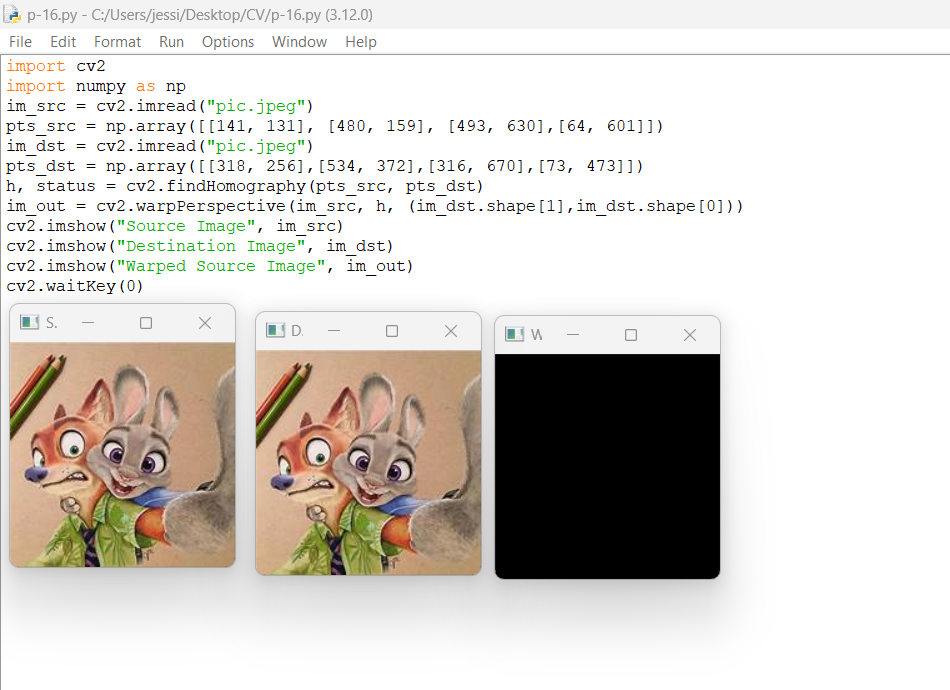 p-16.py - C:/Users/jessi/Desktop/CV/p-16.py (3.12.0)
File Edit Format Run Options Window Help
import cv2
import numpy as np
im_src = cv2.imread("pic.jpeg")
pts_src = np.array([[141, 131], [480, 159], [493, 630],[64, 601]])
im_dst = cv2.imread("pic.jpeg")
pts_dst = np.array([[318, 256],[534, 372],[316, 670],[73, 473]])
h, status = cv2.findHomography(pts_src, pts_dst)
im_out = cv2.warpPerspective(im_src, h, (im_dst.shape[1],im_dst.shape[0]))
cv2.imshow("Source Image", im_src)
cv2.imshow("Destination Image", im_dst)
cv2.imshow("Warped Source Image", im_out)
cv2.waitKey(0)
S.
D.
W